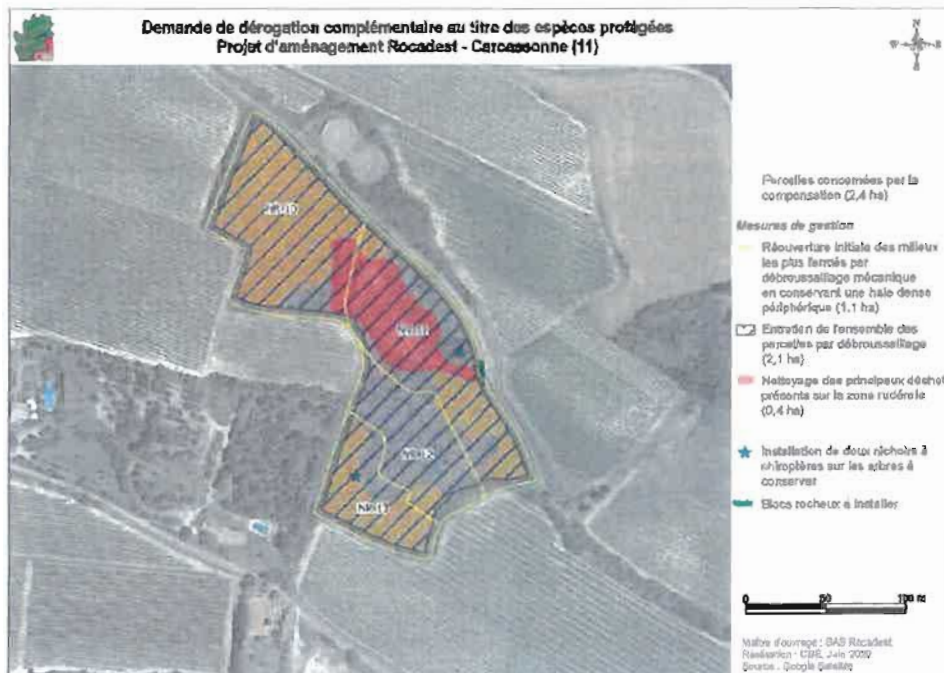 Demande de dérogation complémentaire au titre des espèces protégées
Projet d'aménagement Rocadest - Carcassonne (11)
N
W
E
S
Parcelles concernées par la
compensation (2,4 ha)
Mesures de gestion
Réouverture initiale des milieux
les plus fermés par
débroussaillage mécanique
en conservant une haie dense
périphérique (1.1 ha)
Entretien de l'ensemble des
parcelles par débroussaillage
(2,1 ha)
Nettoyage des principaux déchet
présents sur la zone rudérale
(0,4 ha)
Installation de deux nichoirs à
chiroptères sur les arbres à
conserver
Blocs rocheux à installer
0 50 100 m
Maître d'ouvrage : SAS Rocadest
Réalisation : CBE, Juin
Source : Google Satellite